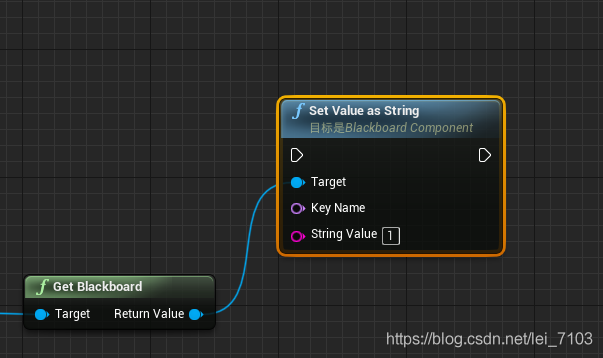 f Set Value as String
目标是Blackboard Component
Target
Key Name
String Value 1
f Get Blackboard
Target Return Value
https://blog.csdn.net/lei_7103